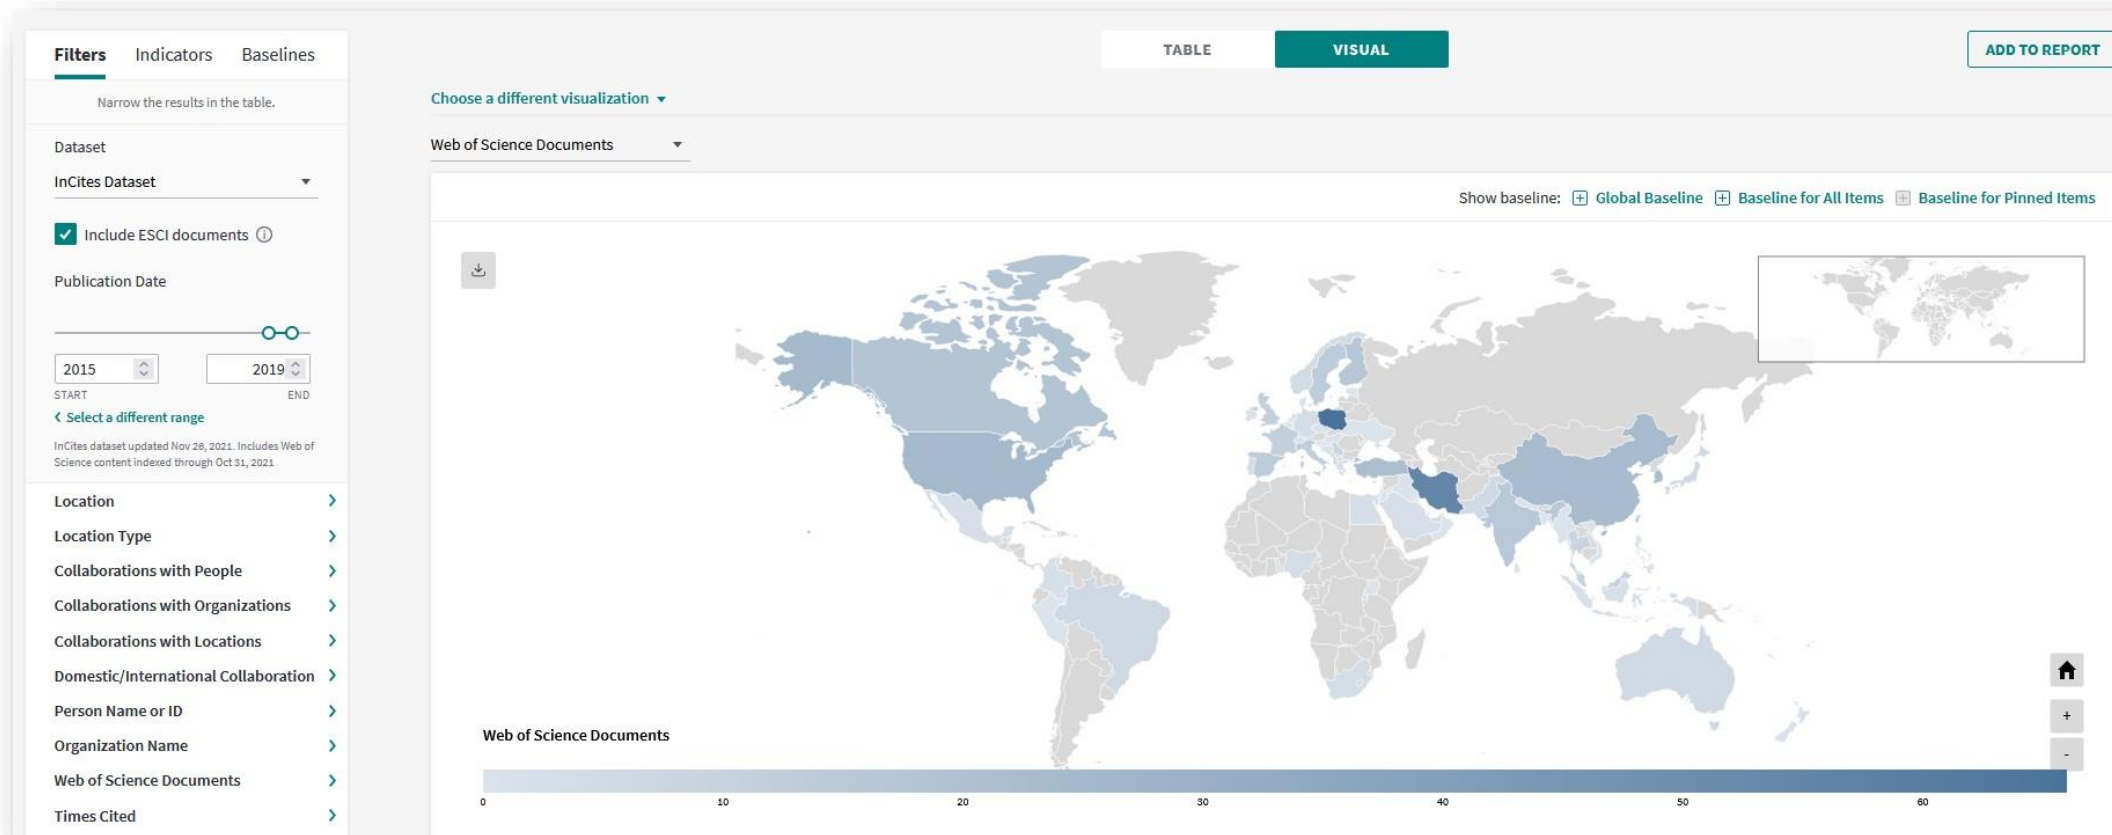 Filters Indicators Baselines
Narrow the results in the table.
Dataset
InCites Dataset
Include ESCI documents
Publication Date
2015 2019
START END
Select a different range
InCites dataset updated Nov 26, 2021. Includes Web of
Science content indexed through Oct 31, 2021
Location
Location Type
Collaborations with People
Collaborations with Organizations
Collaborations with Locations
Domestic/International Collaboration
Person Name or ID
Organization Name
Web of Science Documents
Times Cited
TABLE VISUAL
ADD TO REPORT
Choose a different visualization
Web of Science Documents
Show baseline: + Global Baseline + Baseline for All Items + Baseline for Pinned Items
+
-
Web of Science Documents
0 10 20 30 40 50 60